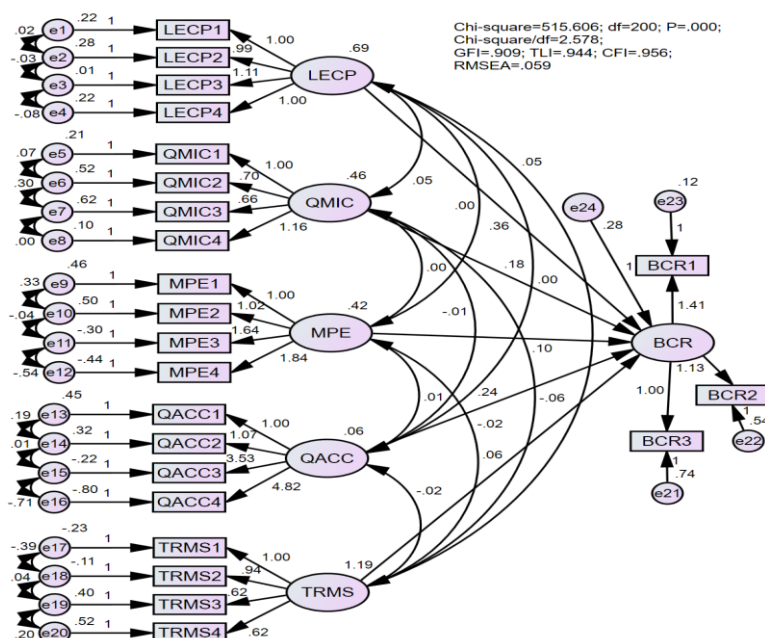 Chi-square=515.606; df=200; P=.000;
Chi-square/df=2.578;
GFI=.909; TLI=.944; CFI=.956;
RMSEA=.059
.02 e1 .22 1 LECP1 1.00 .69
-.03 e2 .28 1 LECP2 .99 LECP
.01 e3 .01 1 LECP3 1.11
-.08 e4 .22 1 LECP4 1.00
.07 e5 .21 1 QMIC1 1.00 .46
.30 e6 .52 1 QMIC2 .70 QMIC
e7 .62 1 QMIC3 .66
.00 e8 .10 1 QMIC4 1.16
.33 e9 .46 1 MPE1 1.00 .42
-.04 e10 .50 1 MPE2 1.02 MPE
e11 -.30 1 MPE3 1.64
-.54 e12 -.44 1 MPE4 1.84
.19 e13 .45 1 QACC1 1.00 .06
.01 e14 .32 1 QACC2 1.07 QACC
e15 -.22 1 QACC3 3.53
-.71 e16 -.80 1 QACC4 4.82
-.39 e17 -.23 1 TRMS1 1.00 1.19
.04 e18 -.11 1 TRMS2 .94 TRMS
e19 .40 1 TRMS3 .62
.20 e20 .52 1 TRMS4 .62
.05
.05
.00
.36
.18
.00
.00
-.01
.10
-.06
.24
.01
-.02
.06
-.02
e24 .28 1
e23 .12 1
BCR1
1.41
BCR
1.13
1.00
BCR2
1 .54
e22
BCR3
1
.74
e21